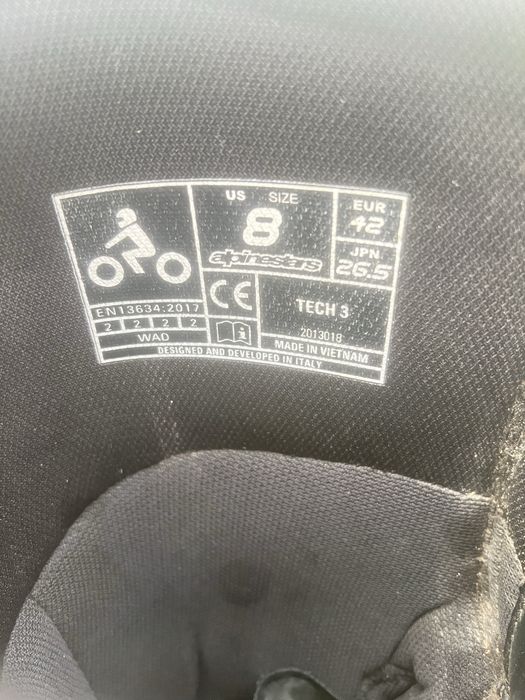 US SIZE
8
alpinestars
EUR
42
JPN
26.5
EN13634:2017
2 2 2 2
WAD
CE
i
TECH 3
2013018
MADE IN VIETNAM
DESIGNED AND DEVELOPED IN ITALY